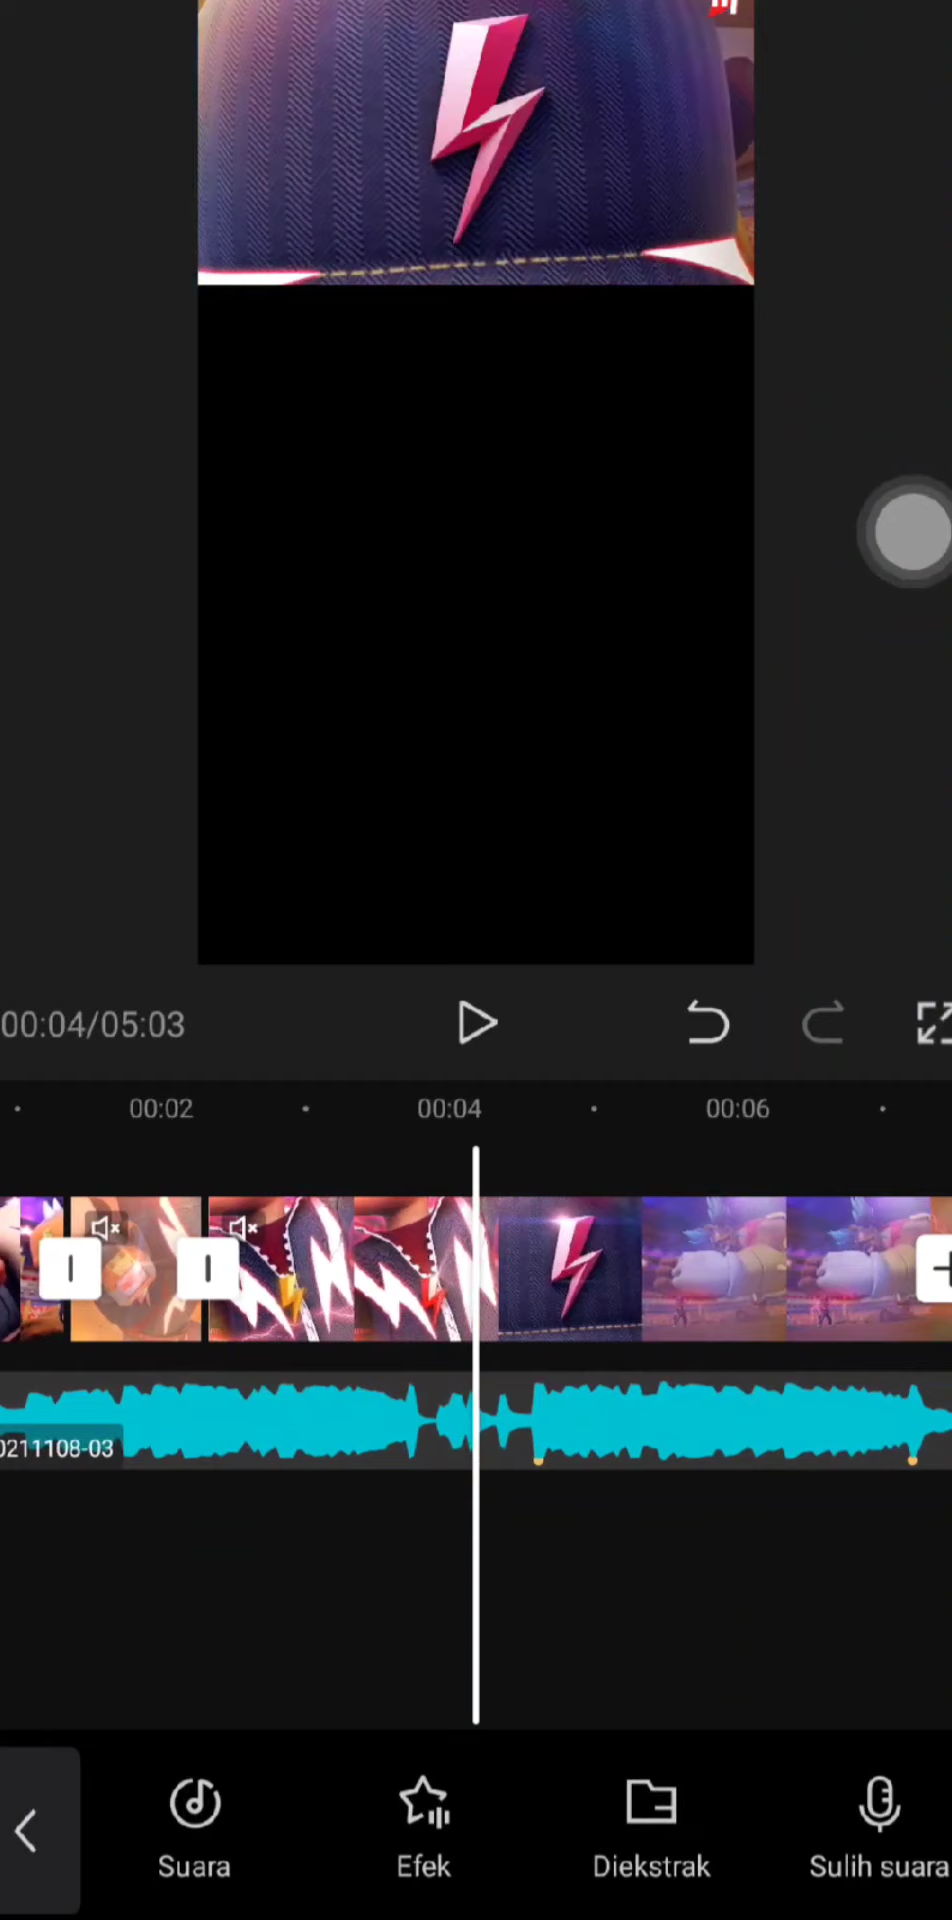 00:04/05:03
00:02
00:04
00:06
0211108-03
Suara
Efek
Diekstrak
Sulih suara